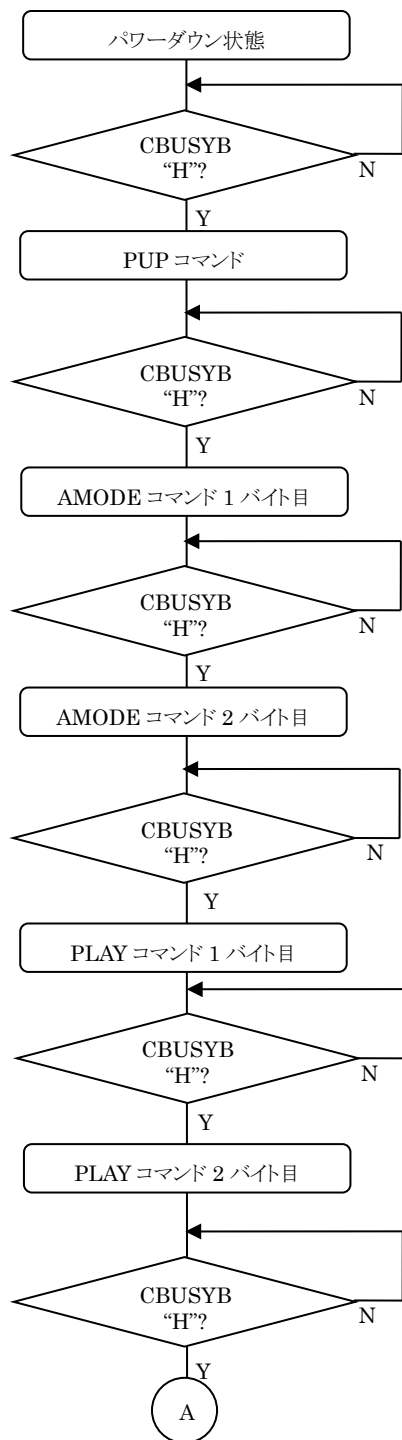 パワーダウン状態
CBUSYB
“H”?
N
Y
PUP コマンド
CBUSYB
“H”?
N
Y
AMODE コマンド 1 バイト目
CBUSYB
“H”?
N
Y
AMODE コマンド 2 バイト目
CBUSYB
“H”?
N
Y
PLAY コマンド 1 バイト目
CBUSYB
“H”?
N
Y
PLAY コマンド 2 バイト目
CBUSYB
“H”?
N
Y
A